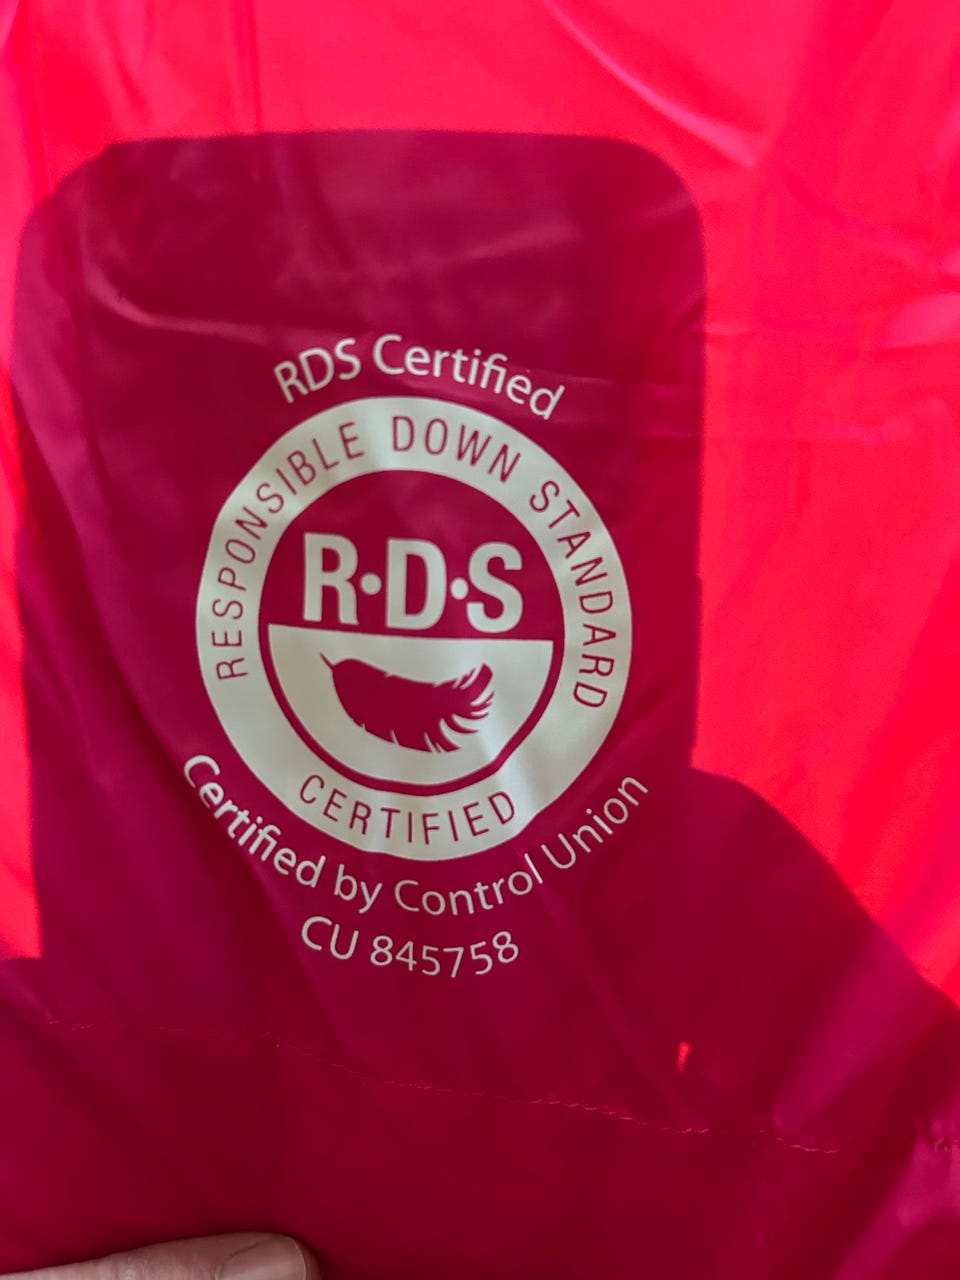 RDS Certified
RESPONSIBLE DOWN STANDARD
R·D·S
CERTIFIED
Certified by Control Union
CU 845758